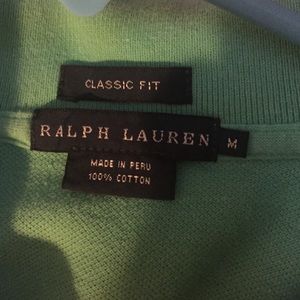 CLASSIC FIT
RALPH LAUREN M
MADE IN PERU
100% COTTON